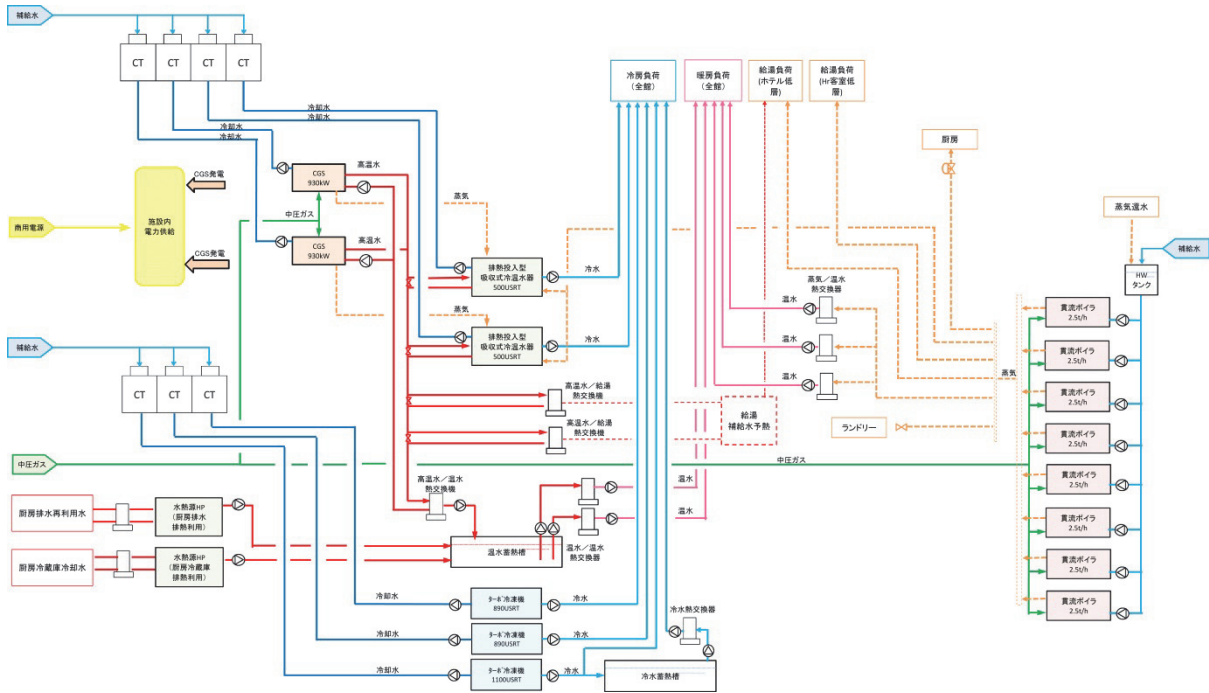 補給水
CT
CT
CT
CT
冷却水
冷却水
冷却水
冷却水
CGS発電
商用電源
施設内
電力供給
CGS発電
CGS
930kW
高温水
中圧ガス
CGS
930kW
高温水
蒸気
蒸気
排熱投入型
吸収式冷温水器
500USRT
冷水
排熱投入型
吸収式冷温水器
500USRT
冷水
冷房負荷
(全館)
暖房負荷
(全館)
給湯負荷
(ホテル低
層)
給湯負荷
(Hr客室低
層)
厨房
蒸気還水
補給水
HW
タンク
蒸気/温水
熱交換器
温水
温水
温水
蒸気
貫流ボイラ
2.5t/h
貫流ボイラ
2.5t/h
貫流ボイラ
2.5t/h
貫流ボイラ
2.5t/h
貫流ボイラ
2.5t/h
貫流ボイラ
2.5t/h
貫流ボイラ
2.5t/h
貫流ボイラ
2.5t/h
補給水
CT
CT
CT
高温水/給湯
熱交換機
高温水/給湯
熱交換機
給湯
補給水予熱
ランドリー
中圧ガス
中圧ガス
高温水/温水
熱交換機
温水
温水
厨房排水再利用水
水熱源HP
(厨房排水
排熱利用)
厨房冷蔵庫冷却水
水熱源HP
(厨房冷蔵庫
排熱利用)
温水蓄熱槽
温水/温水
熱交換器
冷却水
ターボ冷凍機
890USRT
冷水
冷却水
ターボ冷凍機
890USRT
冷水
冷却水
ターボ冷凍機
1100USRT
冷水
冷水熱交換器
冷水蓄熱槽